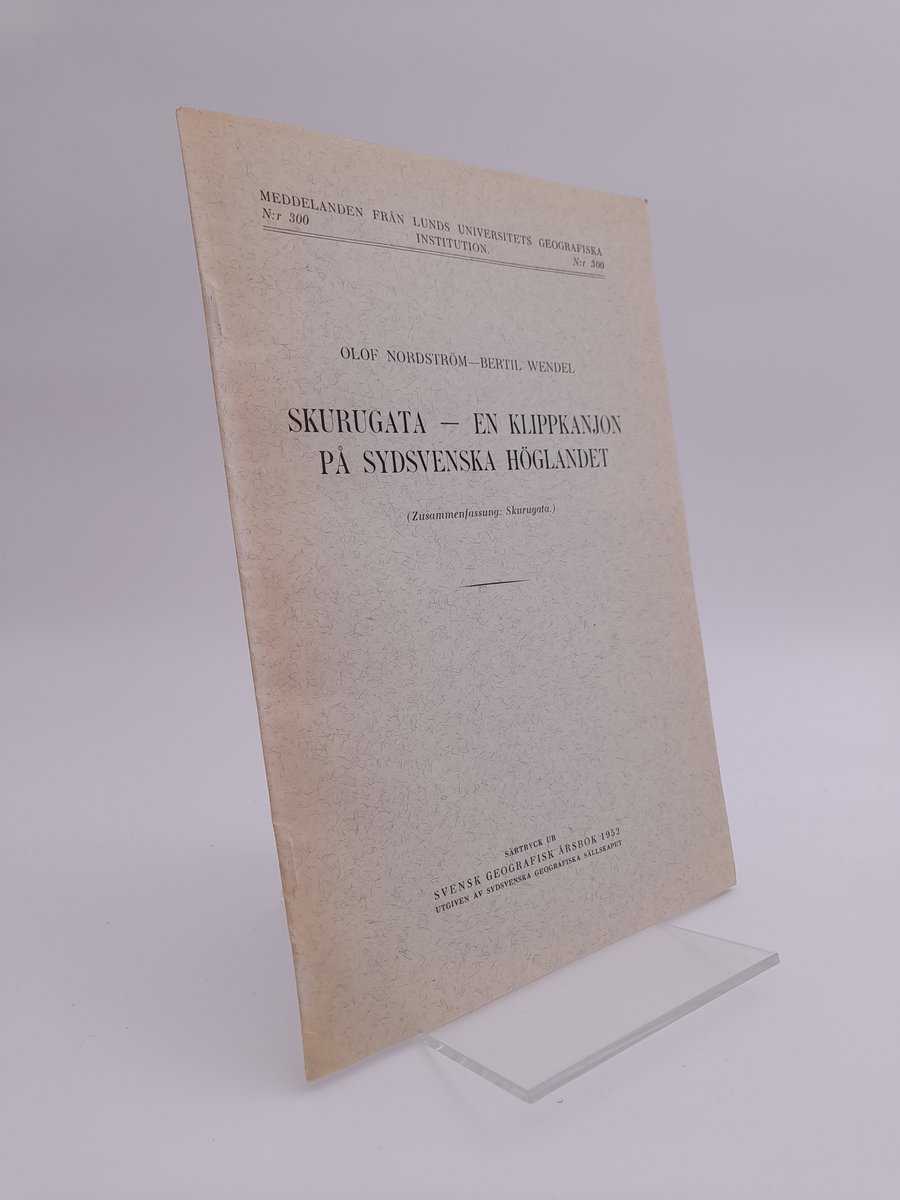 MEDDELANDEN FRÅN LUNDS UNIVERSITETS GEOGRAFISKA
N:r 300 INSTITUTION. N:r 300
OLOF NORDSTRÖM—BERTIL WENDEL
SKURUGATA — EN KLIPPKANJON
PÅ SYDSVENSKA HÖGLANDET
(Zusammenfassung: Skurugata.)
SÄRTRYCK UR
SVENSK GEOGRAFISK ÅRSBOK 1952
UTGIVEN AV SYDSVENSKA GEOGRAFISKA SÄLLSKAPET